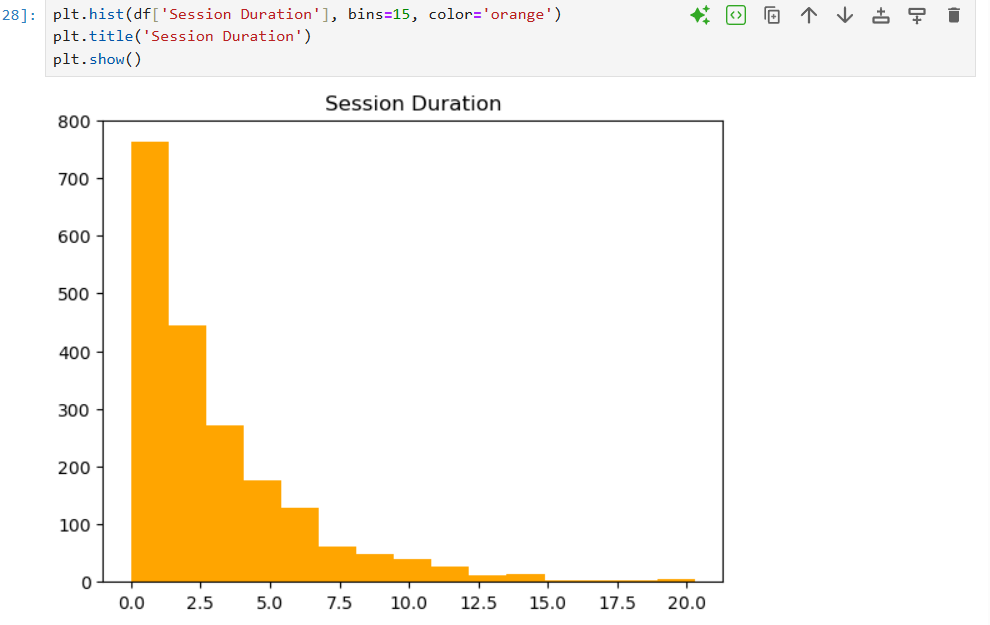 28]: plt.hist(df['Session Duration'], bins=15, color='orange')
plt.title('Session Duration')
plt.show()
Session Duration
800
700
600
500
400
300
200
100
0
0.0 2.5 5.0 7.5 10.0 12.5 15.0 17.5 20.0